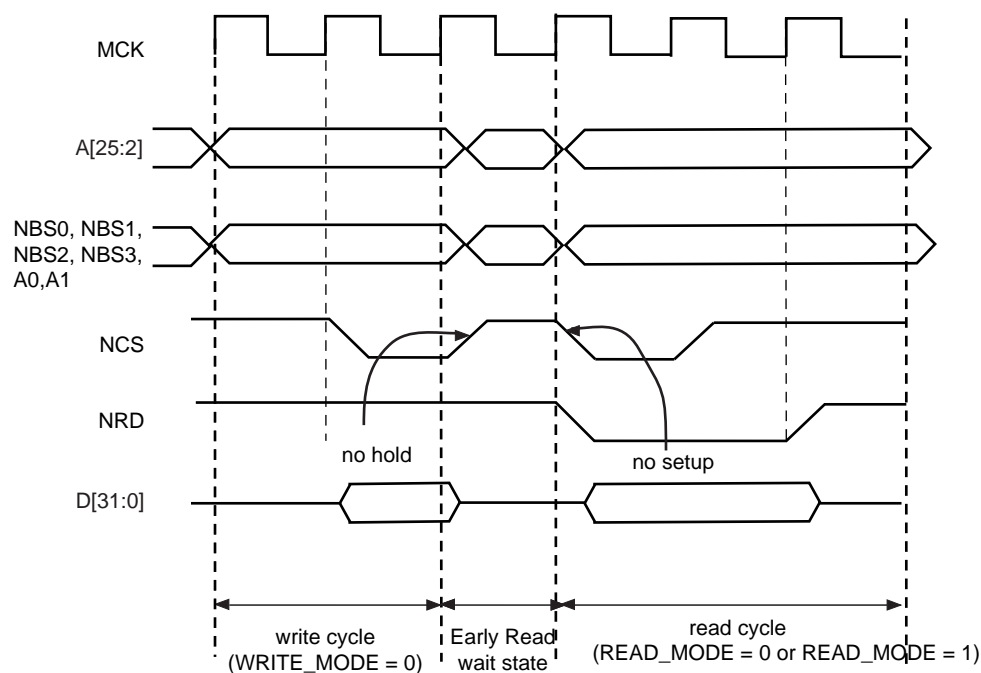 MCK
A[25:2]
NBS0, NBS1,
NBS2, NBS3,
A0,A1
NCS
NRD
no hold
no setup
D[31:0]
write cycle
(WRITE_MODE = 0)
Early Read
wait state
read cycle
(READ_MODE = 0 or READ_MODE = 1)